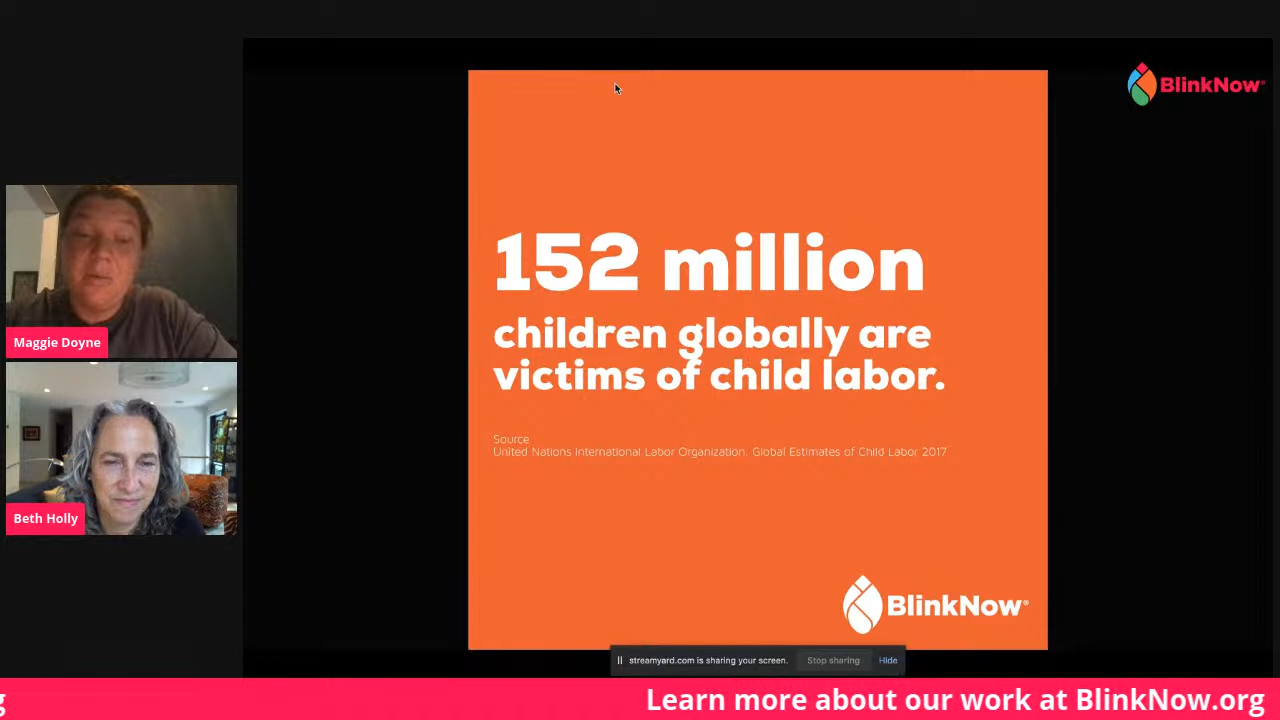 BlinkNow
152 million
children globally are
victims of child labor.
Source
United Nations International Labor Organization. Global Estimates of Child Labor 2017
BlinkNow®
Maggie Doyne
Beth Holly
streamyard.com is sharing your screen. Stop sharing Hide
g Learn more about our work at BlinkNow.org